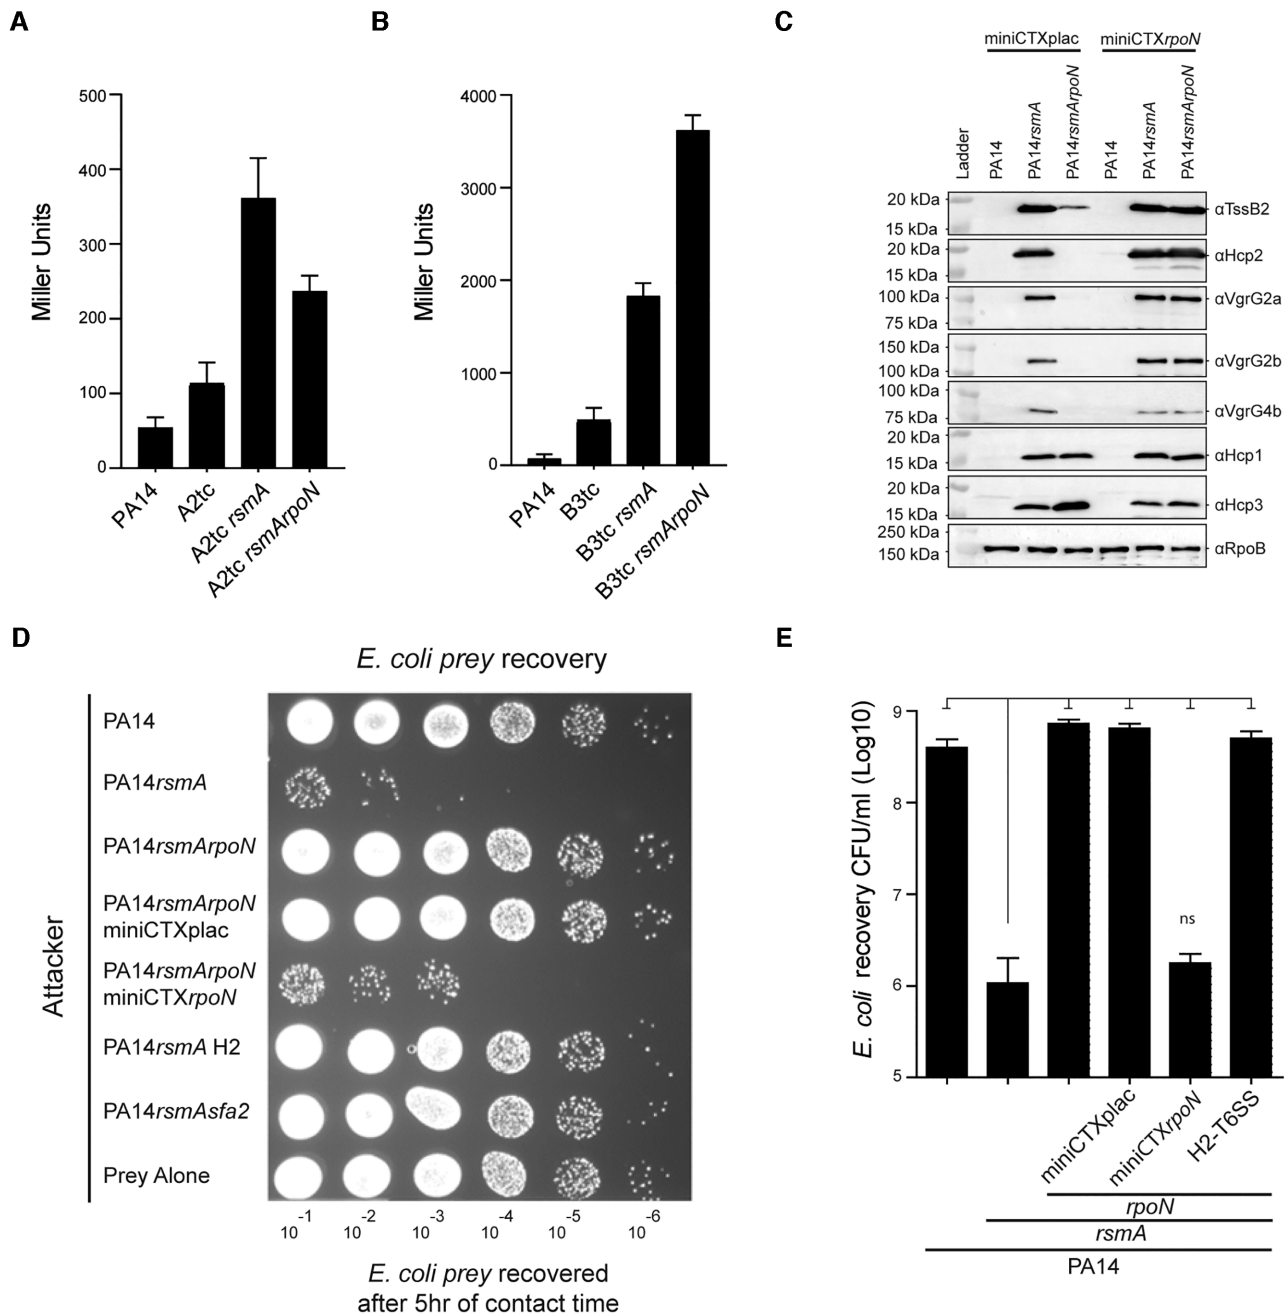 A
B
C
500
400
300
200
100
0
Miller Units
PA14
A2tc
A2tc rsmA
A2tc rsmArpoN
4000
3000
2000
1000
0
Miller Units
PA14
B3tc
B3tc rsmA
B3tc rsmArpoN
miniCTXplac
miniCTXrpoN
Ladder
PA14
PA14rsmA
PA14rsmArpoN
PA14
PA14rsmA
PA14rsmArpoN
20 kDa
15 kDa
αTssB2
20 kDa
15 kDa
αHcp2
100 kDa
75 kDa
αVgrG2a
150 kDa
100 kDa
αVgrG2b
100 kDa
75 kDa
αVgrG4b
20 kDa
15 kDa
αHcp1
20 kDa
15 kDa
αHcp3
250 kDa
150 kDa
αRpoB
D
E. coli prey recovery
Attacker
PA14
PA14rsmA
PA14rsmArpoN
PA14rsmArpoN
miniCTXplac
PA14rsmArpoN
miniCTXrpoN
PA14rsmA H2
PA14rsmAsfa2
Prey Alone
10-1 10-2 10-3 10-4 10-5 10-6
E. coli prey recovered
after 5hr of contact time
E
E. coli recovery CFU/ml (Log10)
9
8
7
6
5
ns
miniCTXplac
miniCTXrpoN
H2-T6SS
rpoN
rsmA
PA14